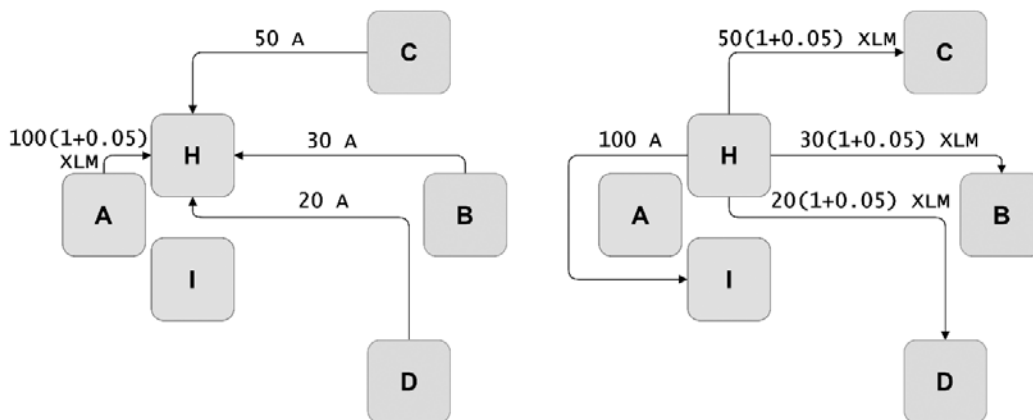 50 A
C
100(1+0.05)
XLM
H
30 A
A
20 A
B
I
D
50(1+0.05) XLM
C
100 A
H
30(1+0.05) XLM
A
20(1+0.05) XLM
B
I
D